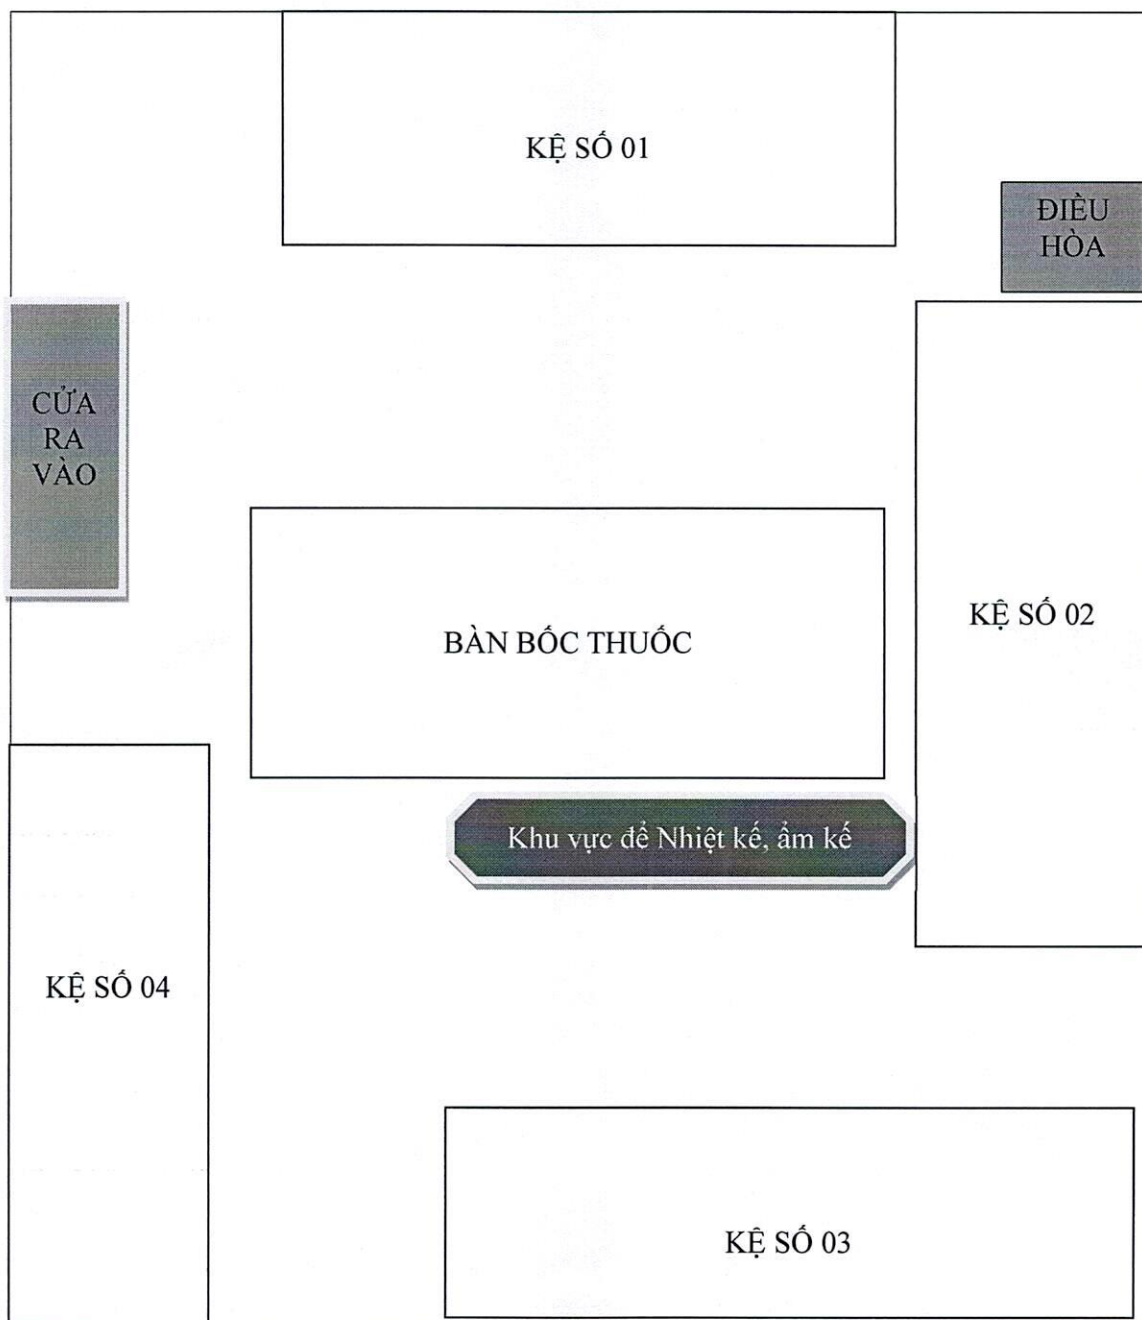 KỆ SỐ 01
ĐIỀU
HÒA
CỬA
RA
VÀO
KỆ SỐ 02
BÀN BỐC THUỐC
Khu vực để Nhiệt kế, ẩm kế
KỆ SỐ 04
KỆ SỐ 03